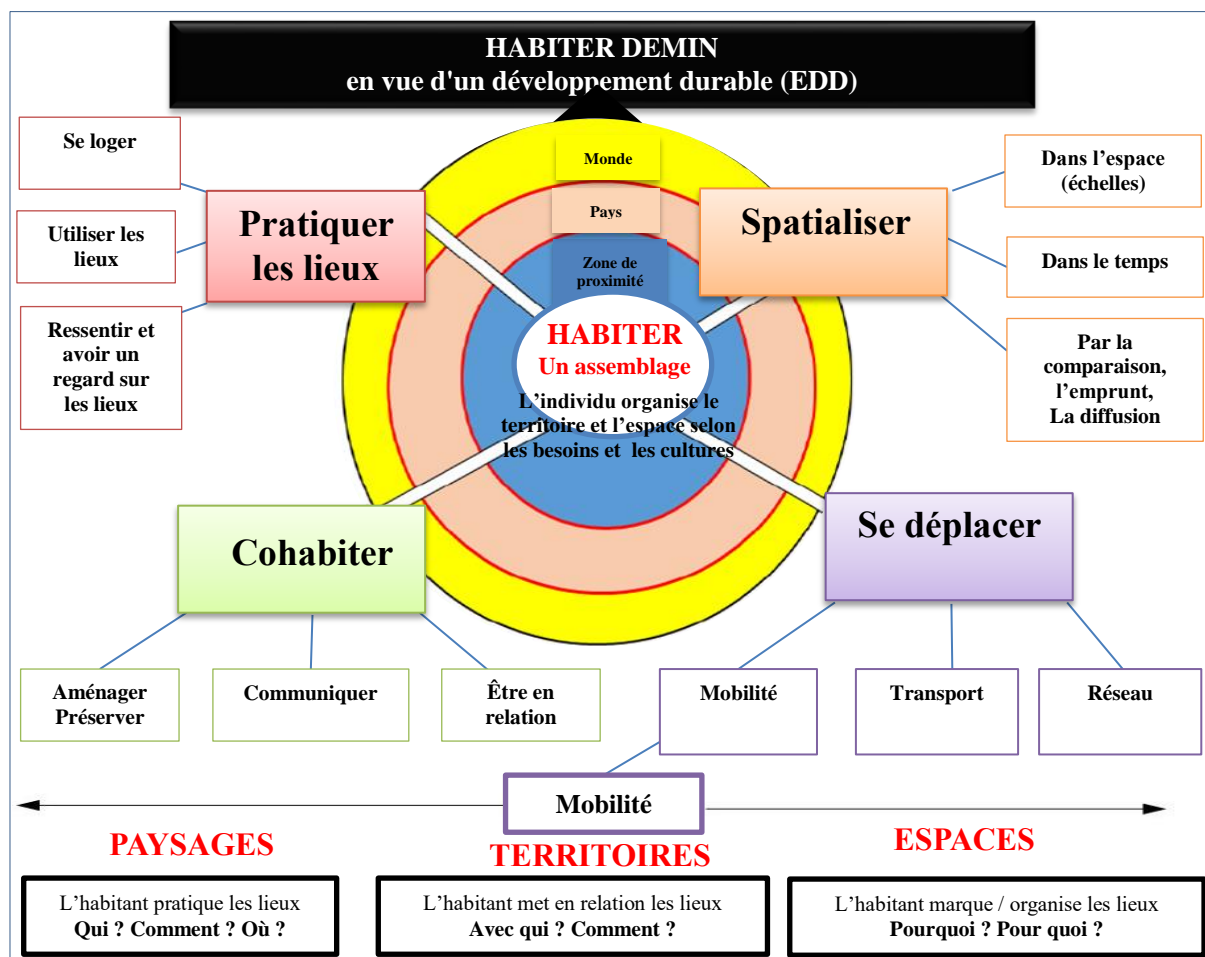 HABITER DEMIN
en vue d'un développement durable (EDD)
Se loger
Utiliser les
lieux
Ressentir et
avoir un
regard sur
les lieux
Pratiquer
les lieux
Monde
Pays
Zone de
proximité
Spatialiser
Dans l’espace
(échelles)
Dans le temps
Par la
comparaison,
l’emprunt,
La diffusion
HABITER
Un assemblage
L’individu organise le
territoire et l’espace selon
les besoins et les cultures
Cohabiter
Se déplacer
Aménager
Préserver
Communiquer
Être en
relation
Mobilité
Transport
Réseau
Mobilité
PAYSAGES
TERRITOIRES
ESPACES
L’habitant pratique les lieux
Qui ? Comment ? Où ?
L’habitant met en relation les lieux
Avec qui ? Comment ?
L’habitant marque / organise les lieux
Pourquoi ? Pour quoi ?